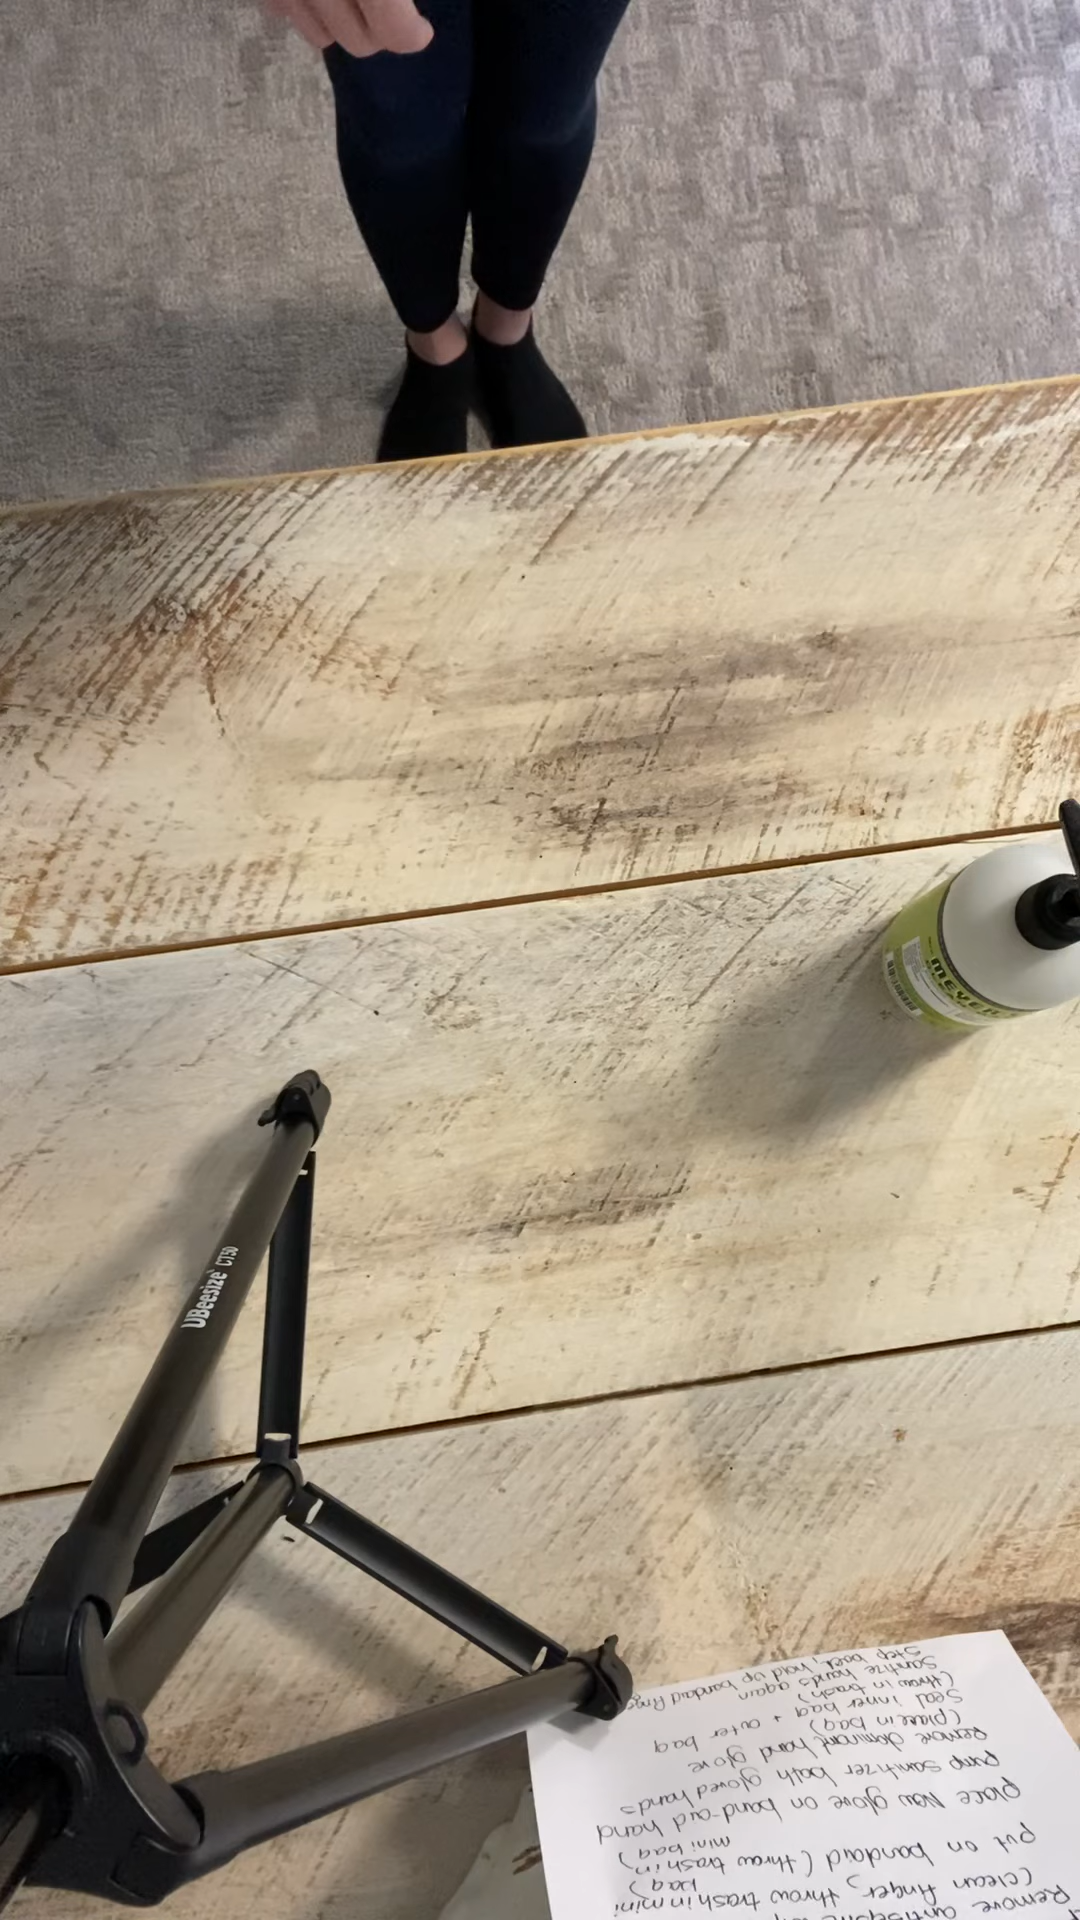 MEYER
UBeesize CT50
Remove
(clean finger, throw trash in mini
bag)
put on bandaid (throw trash in
mini bag)
place New glove on band-aid hand
pump sanitizer both gloved hands
Remove dominant hand glove
(place in bag)
Seal inner bag + outer bag
(throw in trash)
Sanitize hands again
Step back, hold up bandaid finger